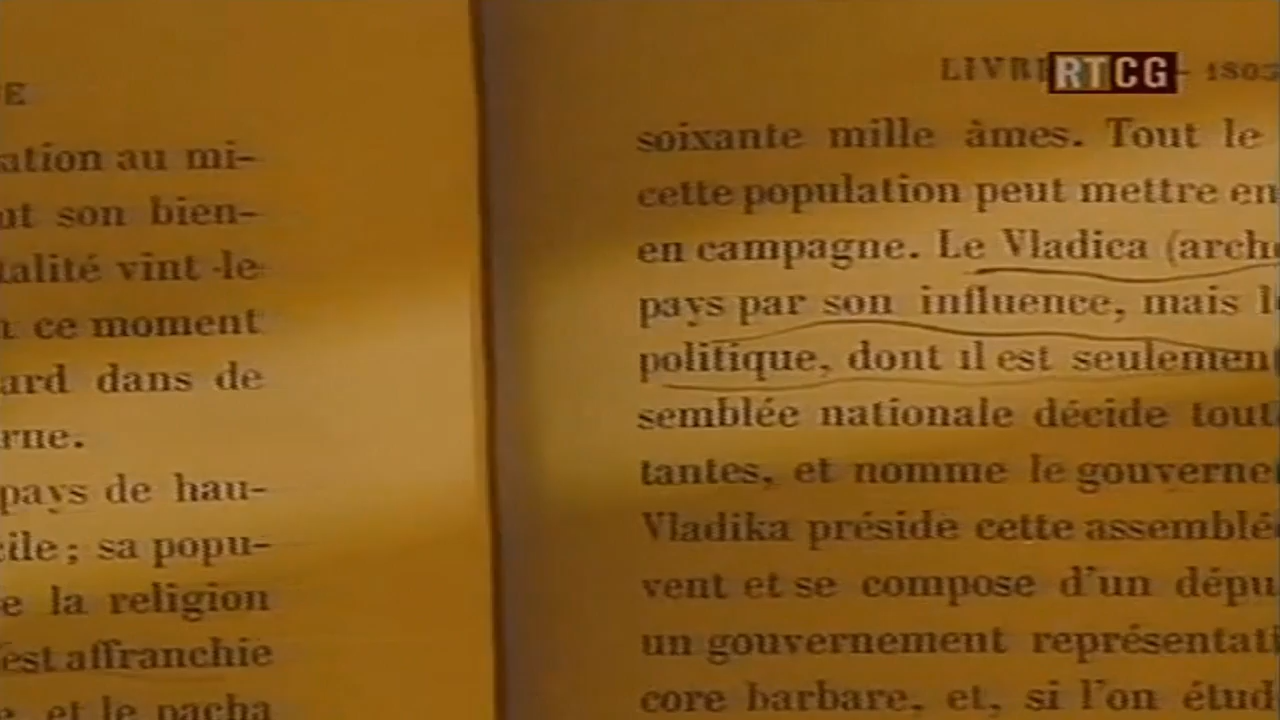 E
ation au mi-
nt son bien-
talité vint le
ce moment
ard dans de
rne.
pays de hau-
cile; sa popu-
e la religion
s'est affranchie
e, et le pacha
LIVRE RTCG - 180
soixante mille âmes. Tout le
cette population peut mettre en
en campagne. Le Vladica (arche
pays par son influence, mais l
politique, dont il est seulement
semblée nationale décide tout
tantes, et nomme le gouverne
Vladika préside cette assemblé
vent et se compose d'un dépu
un gouvernement représentati
core barbare, et, si l'on étud